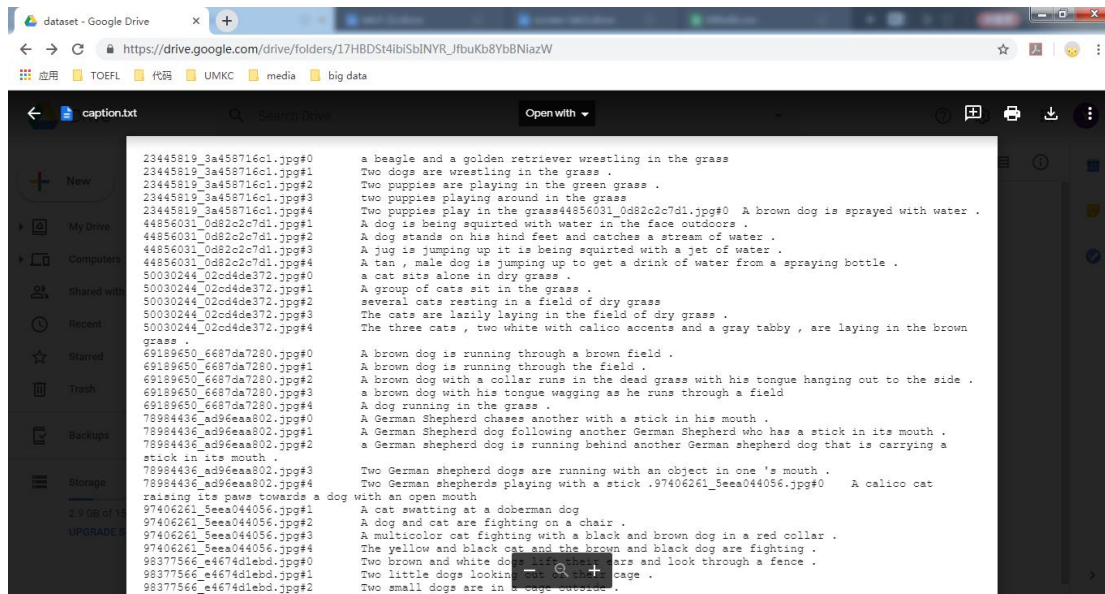 dataset - Google Drive
https://drive.google.com/drive/folders/17HBDSt4ibiSbINYR_JfbuKb8YbBNiazW
应用 TOEFL 代码 UMKC media big data
caption.txt Search Drive Open with
New
My Drive
Computers
Shared with
Recent
Starred
Trash
Backups
Storage
2.9 GB of 15
UPGRADE S
23445819_3a458716c1.jpg#0 a beagle and a golden retriever wrestling in the grass
23445819_3a458716c1.jpg#1 Two dogs are wrestling in the grass .
23445819_3a458716c1.jpg#2 Two puppies are playing in the green grass .
23445819_3a458716c1.jpg#3 two puppies playing around in the grass
23445819_3a458716c1.jpg#4 Two puppies play in the grass44856031_0d82c2c7d1.jpg#0 A brown dog is sprayed with water .
44856031_0d82c2c7d1.jpg#1 A dog is being squirted with water in the face outdoors .
44856031_0d82c2c7d1.jpg#2 A dog stands on his hind feet and catches a stream of water .
44856031_0d82c2c7d1.jpg#3 A jug is jumping up it is being squirted with a jet of water .
44856031_0d82c2c7d1.jpg#4 A tan , male dog is jumping up to get a drink of water from a spraying bottle .
50030244_02cd4de372.jpg#0 a cat sits alone in dry grass .
50030244_02cd4de372.jpg#1 A group of cats sit in the grass .
50030244_02cd4de372.jpg#2 several cats resting in a field of dry grass
50030244_02cd4de372.jpg#3 The cats are lazily laying in the field of dry grass .
50030244_02cd4de372.jpg#4 The three cats , two white with calico accents and a gray tabby , are laying in the brown
grass .
69189650_6687da7280.jpg#0 A brown dog is running through a brown field .
69189650_6687da7280.jpg#1 A brown dog is running through the field .
69189650_6687da7280.jpg#2 A brown dog with a collar runs in the dead grass with his tongue hanging out to the side .
69189650_6687da7280.jpg#3 a brown dog with his tongue wagging as he runs through a field
69189650_6687da7280.jpg#4 A dog running in the grass .
78984436_ad96eaa802.jpg#0 A German Shepherd chases another with a stick in his mouth .
78984436_ad96eaa802.jpg#1 A German Shepherd dog following another German Shepherd who has a stick in its mouth .
78984436_ad96eaa802.jpg#2 a German shepherd dog is running behind another German shepherd dog that is carrying a
stick in its mouth .
78984436_ad96eaa802.jpg#3 Two German shepherd dogs are running with an object in one 's mouth .
78984436_ad96eaa802.jpg#4 Two German shepherds playing with a stick .97406261_5eea044056.jpg#0 A calico cat
raising its paws towards a dog with an open mouth
97406261_5eea044056.jpg#1 A cat swatting at a doberman dog
97406261_5eea044056.jpg#2 A dog and cat are fighting on a chair .
97406261_5eea044056.jpg#3 A multicolor cat fighting with a black and brown dog in a red collar .
97406261_5eea044056.jpg#4 The yellow and black cat and the brown and black dog are fighting .
98377566_e4674d1ebd.jpg#0 Two brown and white dogs lift their ears and look through a fence .
98377566_e4674d1ebd.jpg#1 Two little dogs looking out of their cage .
98377566_e4674d1ebd.jpg#2 Two small dogs are in a cage outside .